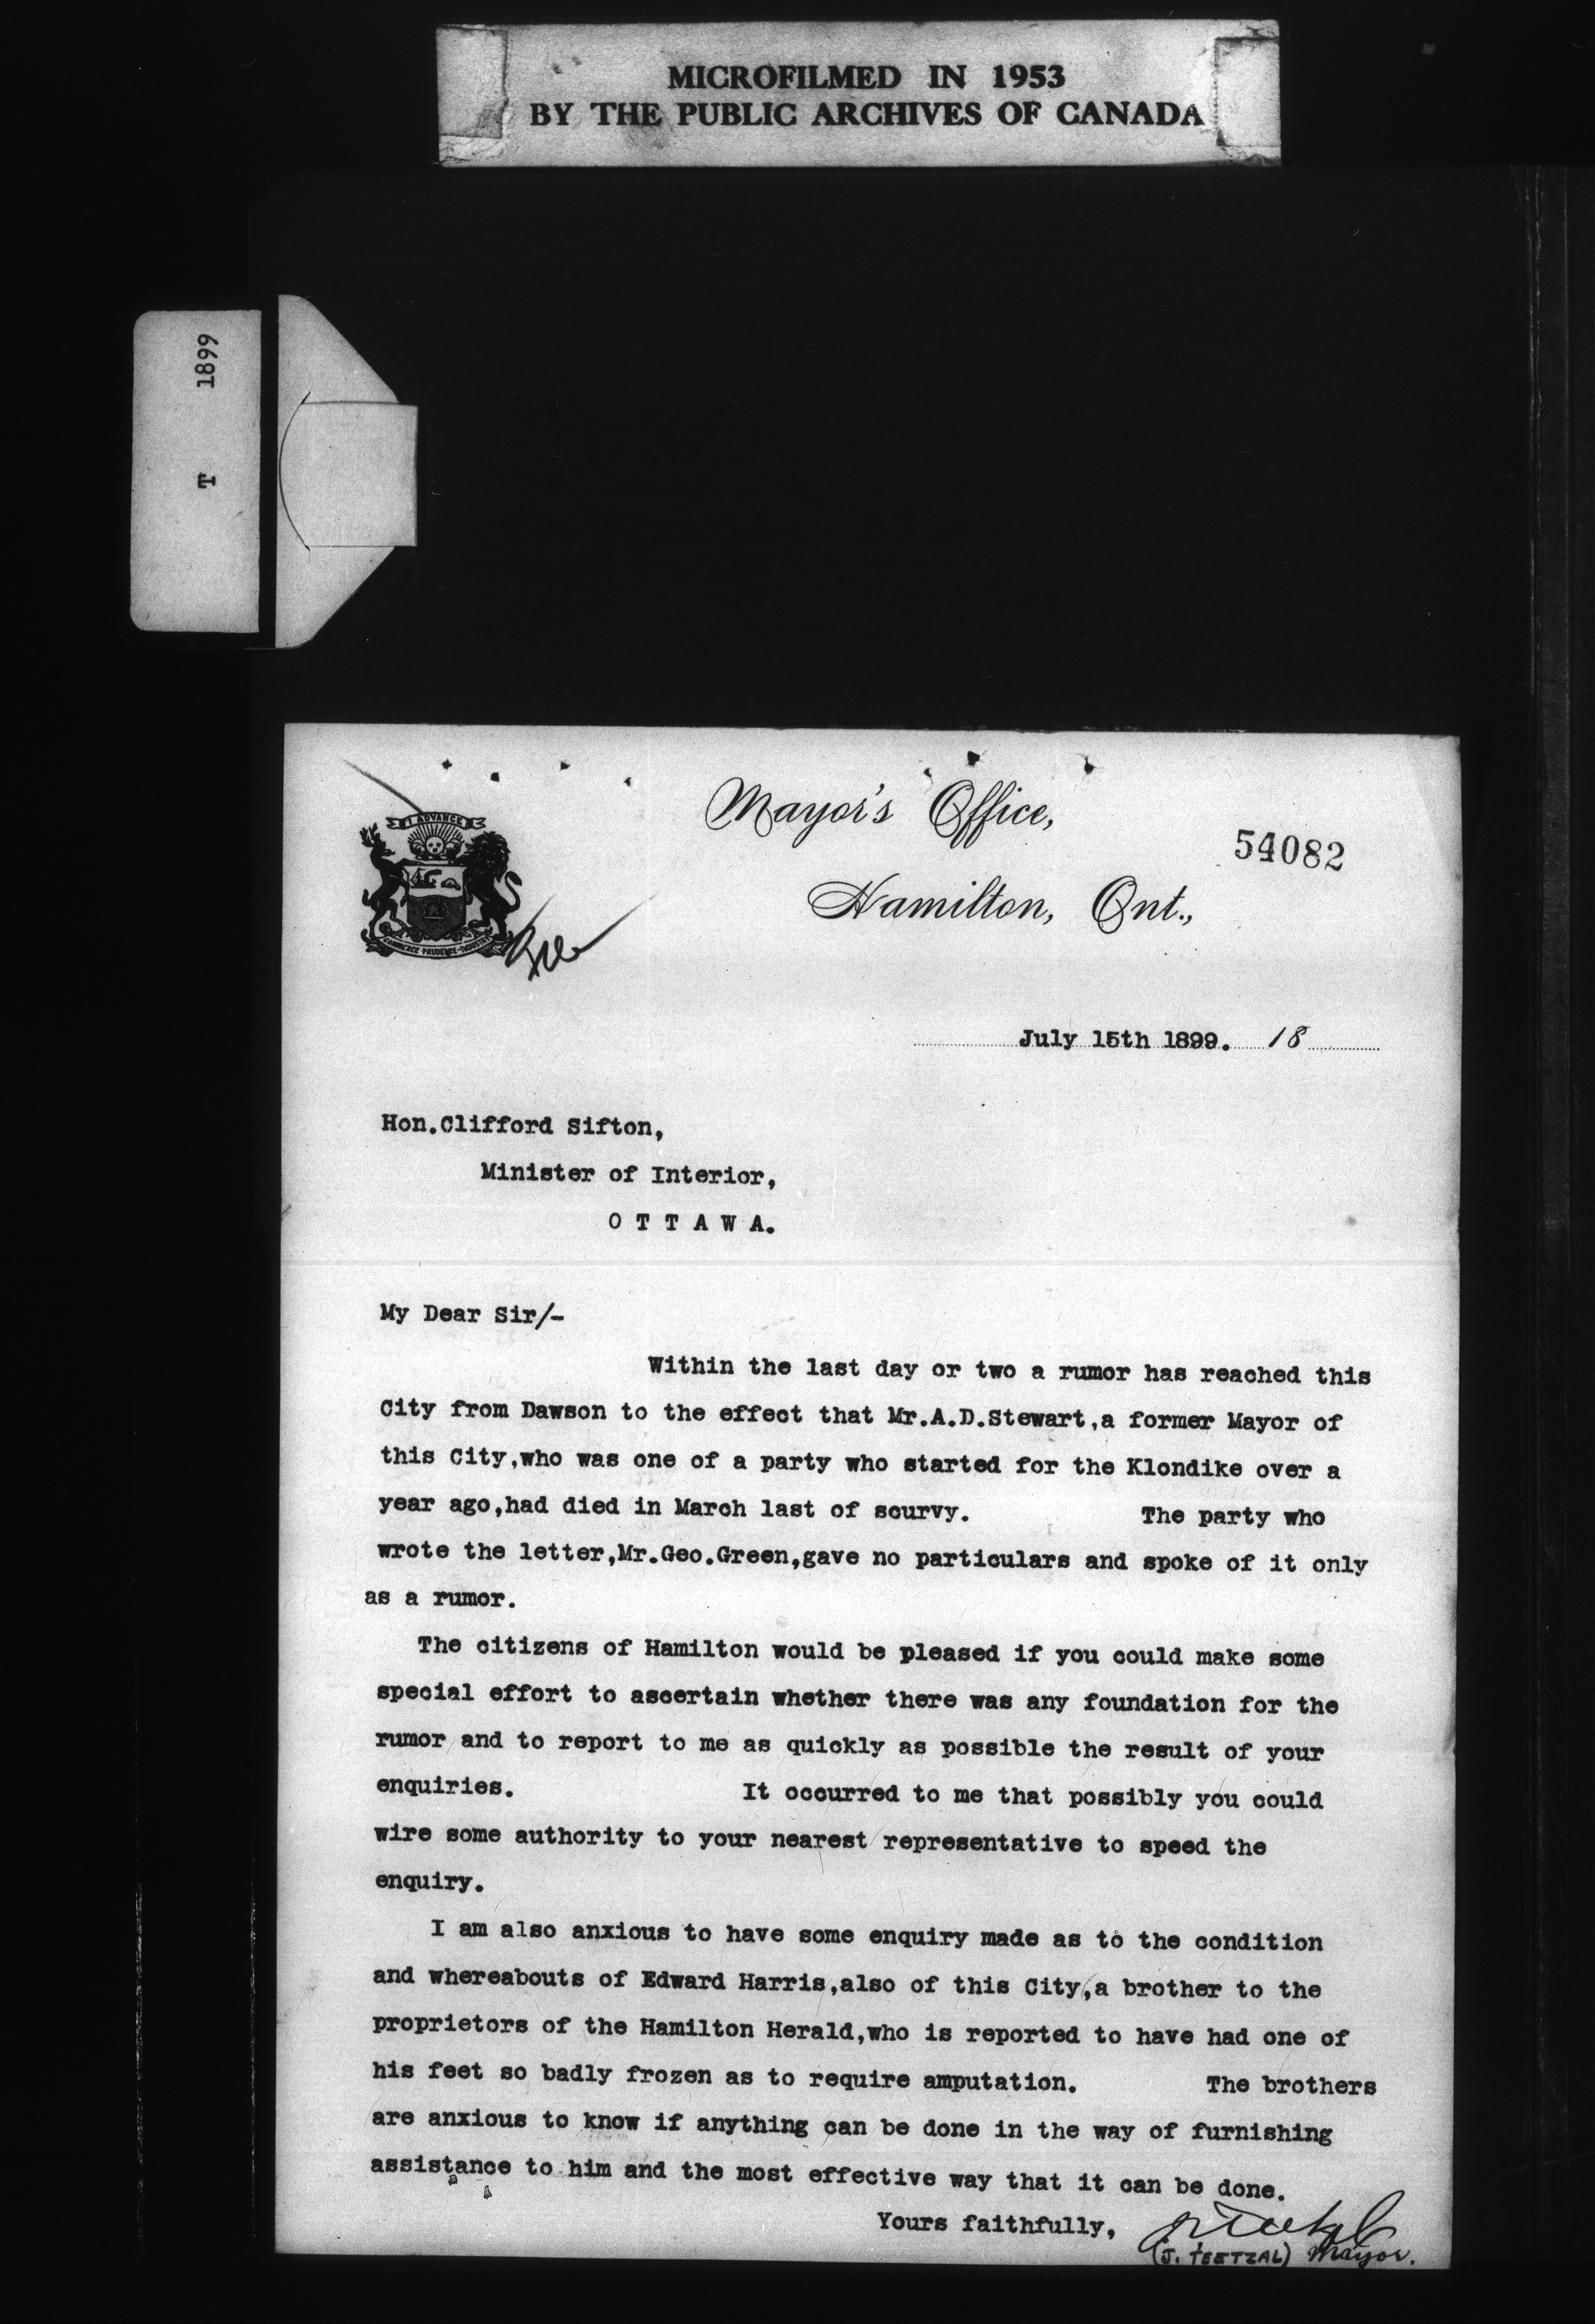 MICROFILMED IN 1953
BY THE PUBLIC ARCHIVES OF CANADA
T 1899
I ADVANCE
COMMERCE PRUDENCE INDUSTRY
Mayor's Office,
54082
Hamilton, Ont.,
July 15th 1899. 18
Hon.Clifford Sifton,
Minister of Interior,
O T T A W A.
My Dear Sir/-
Within the last day or two a rumor has reached this
City from Dawson to the effect that Mr.A.D.Stewart,a former Mayor of
this City,who was one of a party who started for the Klondike over a
year ago,had died in March last of scurvy. The party who
wrote the letter,Mr.Geo.Green,gave no particulars and spoke of it only
as a rumor.
The citizens of Hamilton would be pleased if you could make some
special effort to ascertain whether there was any foundation for the
rumor and to report to me as quickly as possible the result of your
enquiries. It occurred to me that possibly you could
wire some authority to your nearest representative to speed the
enquiry.
I am also anxious to have some enquiry made as to the condition
and whereabouts of Edward Harris,also of this City,a brother to the
proprietors of the Hamilton Herald,who is reported to have had one of
his feet so badly frozen as to require amputation. The brothers
are anxious to know if anything can be done in the way of furnishing
assistance to him and the most effective way that it can be done.
Yours faithfully,
(J. TEETZAL) Mayor.